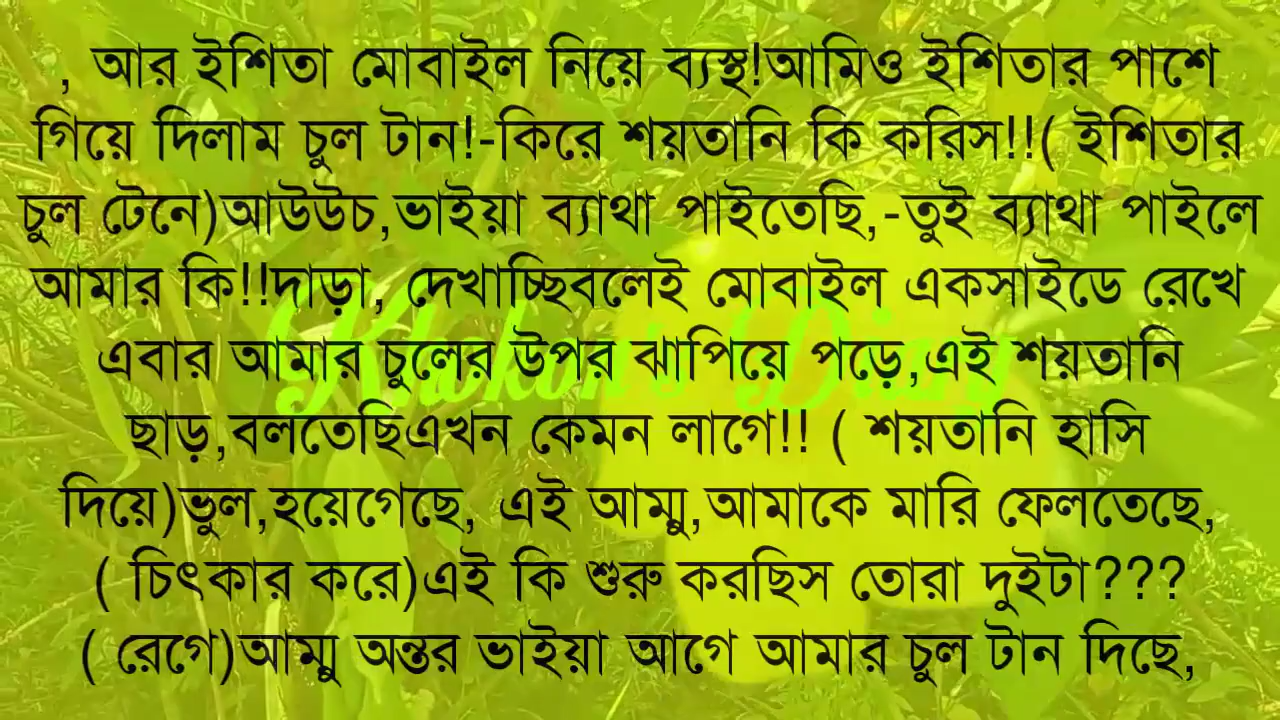 , আর ইশিতা মোবাইল নিয়ে ব্যস্থ!আমিও ইশিতার পাশে
গিয়ে দিলাম চুল টান!-কিরে শয়তানি কি করিস!!( ইশিতার
চুল টেনে)আউউচ,ভাইয়া ব্যাথা পাইতেছি,-তুই ব্যাথা পাইলে
আমার কি!!দাড়া, দেখাচ্ছিবলেই মোবাইল একসাইডে রেখে
এবার আমার চুলের উপর ঝাপিয়ে পড়ে,এই শয়তানি
ছাড়,বলতেছিএখন কেমন লাগে!! ( শয়তানি হাসি
দিয়ে)ভুল,হয়েগেছে, এই আম্মু,আমাকে মারি ফেলতেছে,
( চিৎকার করে)এই কি শুরু করছিস তোরা দুইটা???
( রেগে)আম্মু অন্তর ভাইয়া আগে আমার চুল টান দিছে,
Khokon's Diary